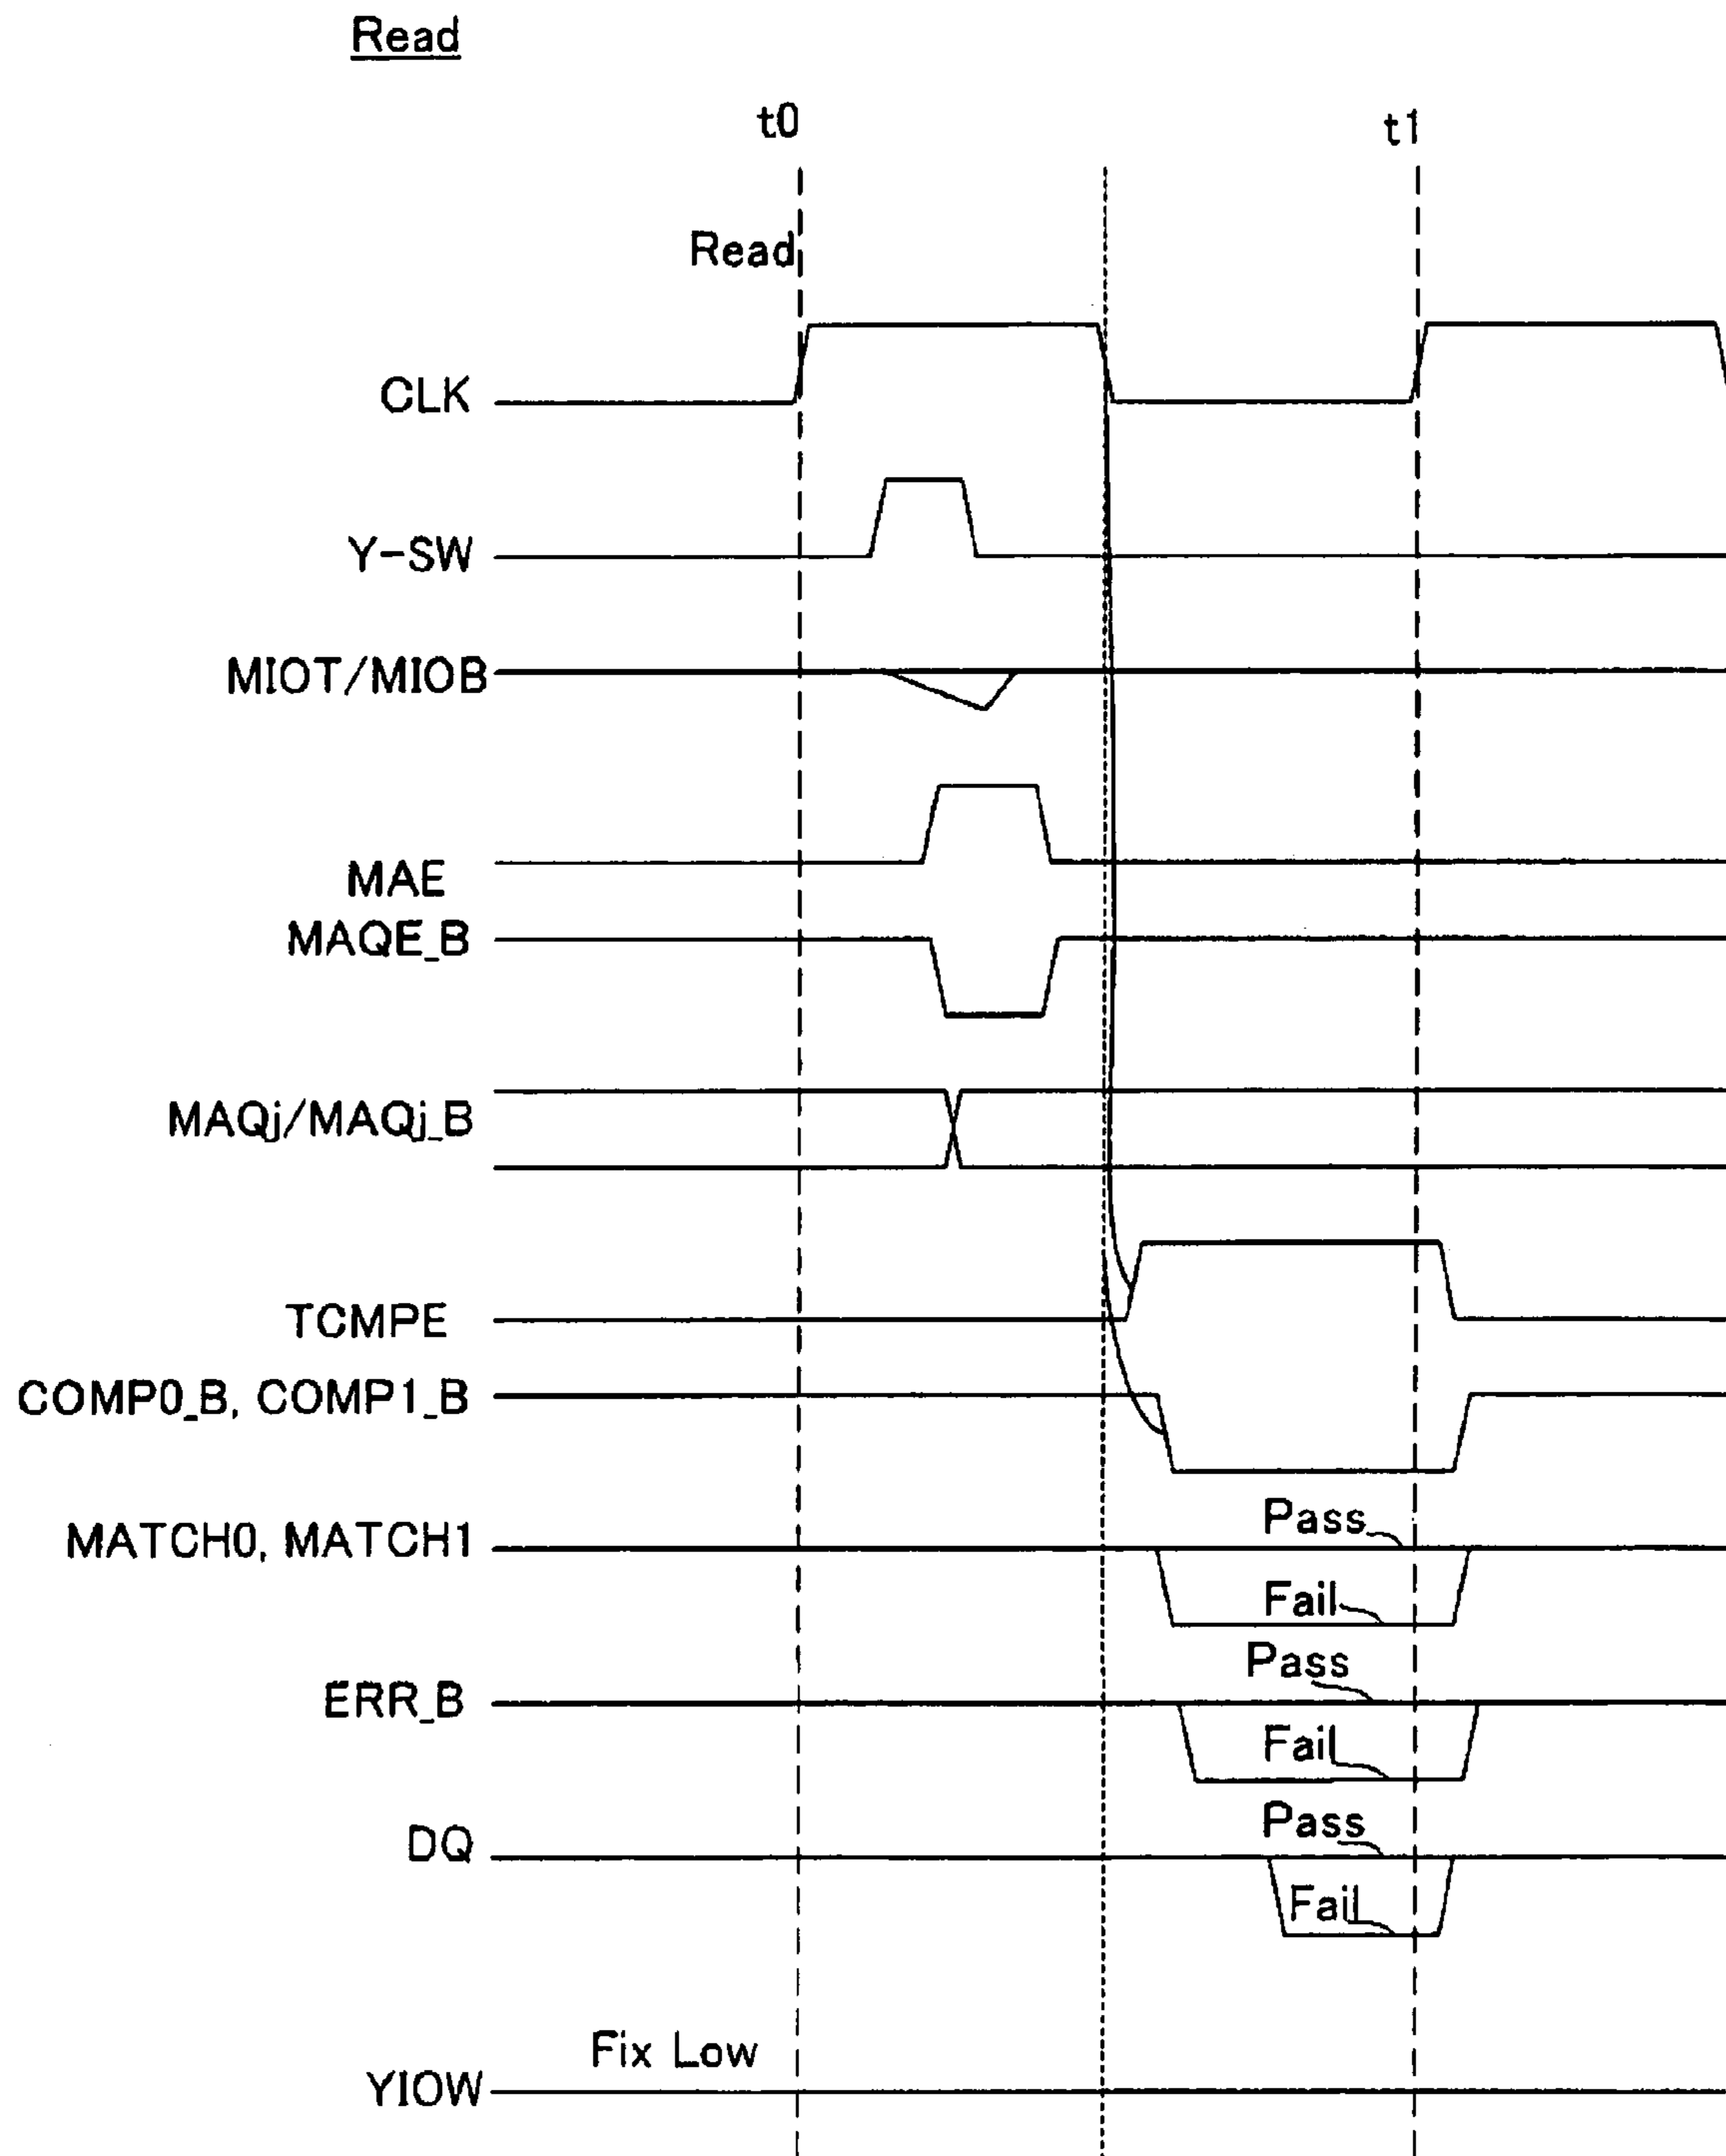 Read
t0
t1
Read
CLK
Y-SW
MIOT/MIOB
MAE
MAQE_B
MAQj/MAQj_B
TCMPE
COMP0_B, COMP1_B
Pass
MATCH0, MATCH1
Fail
Pass
ERR_B
Fail
Pass
DQ
Fail
Fix Low
YIOW